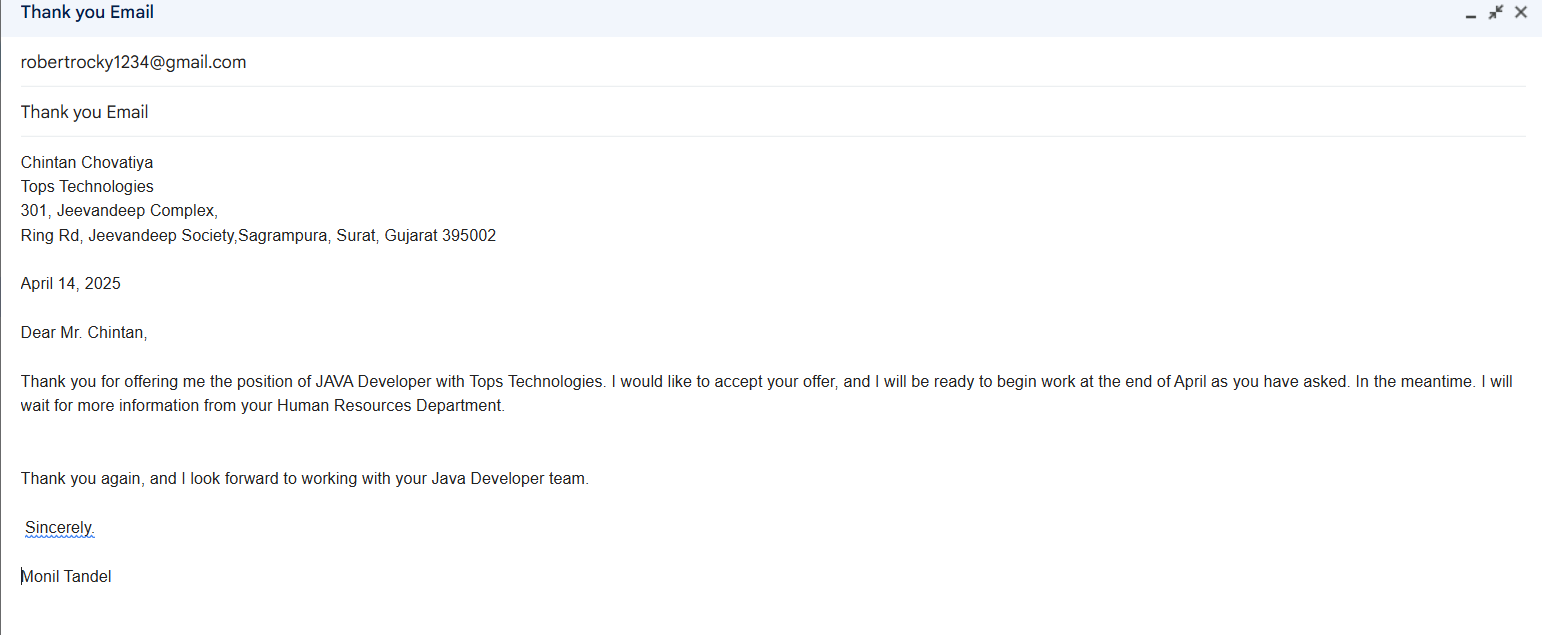 Thank you Email
robertrocky1234@gmail.com
Thank you Email
Chintan Chovatiya
Tops Technologies
301, Jeevandeep Complex,
Ring Rd, Jeevandeep Society,Sagrampura, Surat, Gujarat 395002
April 14, 2025
Dear Mr. Chintan,
Thank you for offering me the position of JAVA Developer with Tops Technologies. I would like to accept your offer, and I will be ready to begin work at the end of April as you have asked. In the meantime. I will
wait for more information from your Human Resources Department.
Thank you again, and I look forward to working with your Java Developer team.
Sincerely.
Monil Tandel